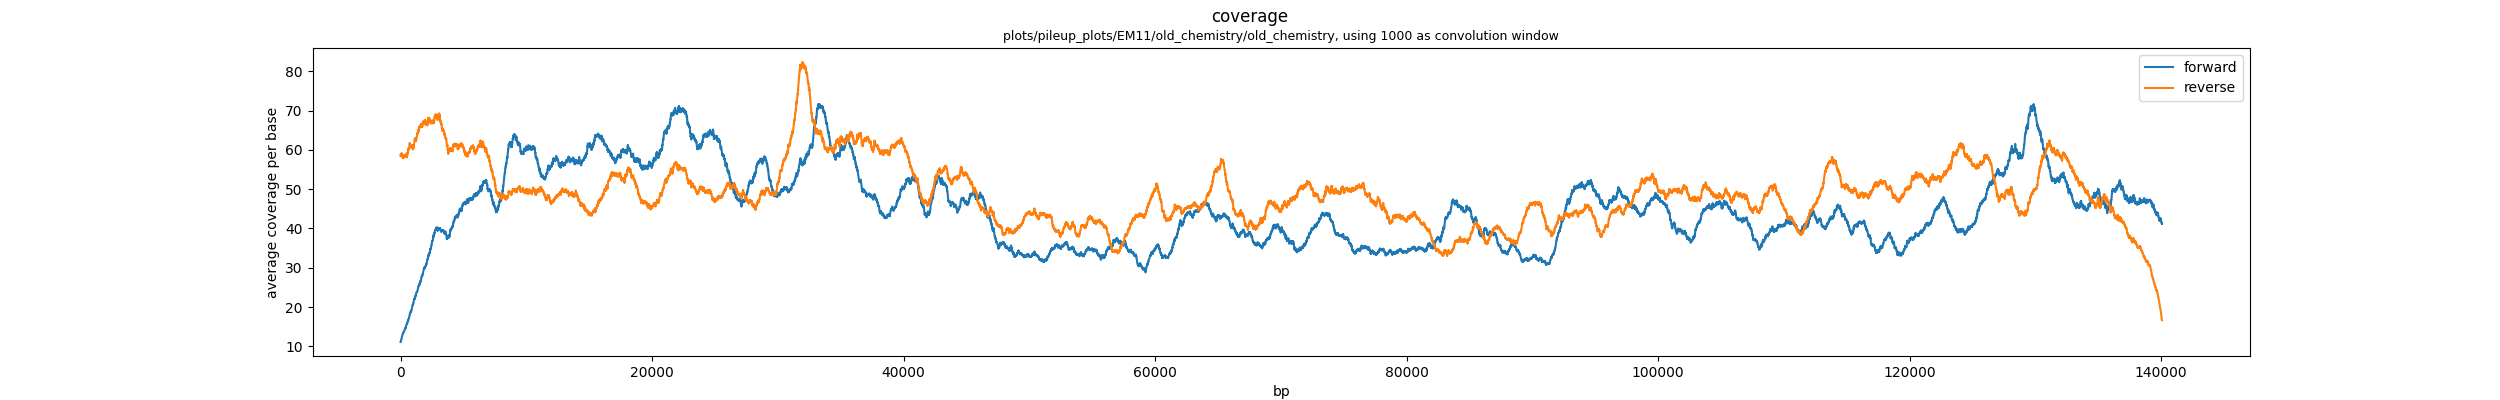 coverage
plots/pileup_plots/EM11/old_chemistry/old_chemistry, using 1000 as convolution window
forward
reverse
average coverage per base
80
70
60
50
40
30
20
10
0 20000 40000 60000 80000 100000 120000 140000
bp